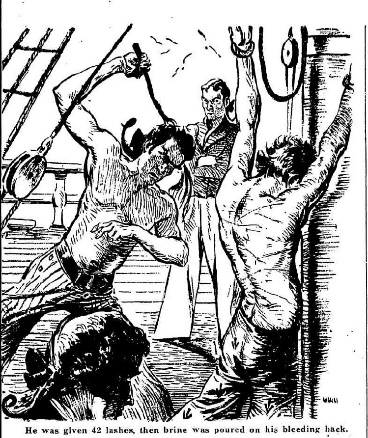 He was given 42 lashes, then brine was poured on his bleeding back.